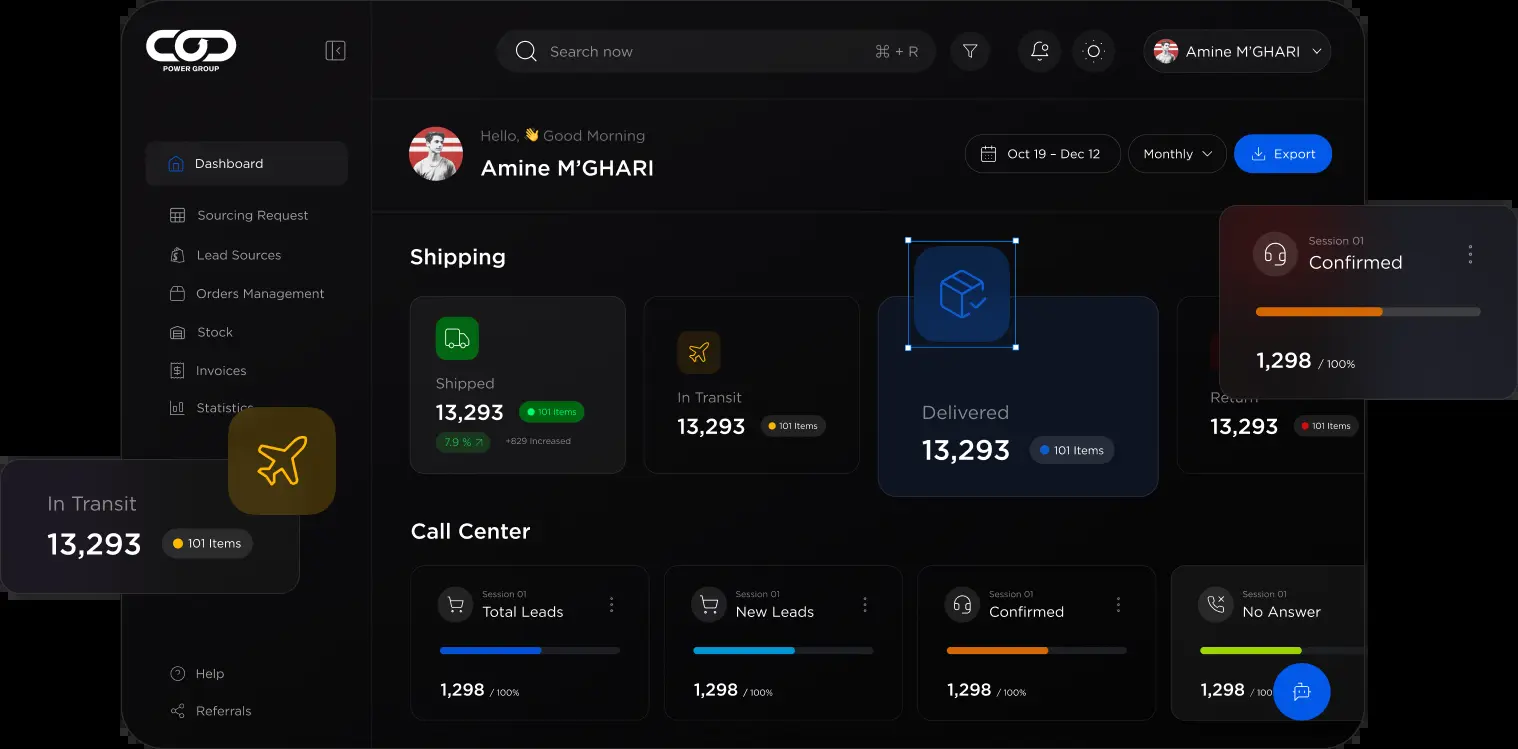 COD
POWER GROUP
Search now
⌘ + R
Amine M'GHARI
Hello, 👋 Good Morning
Amine M'GHARI
Oct 19 – Dec 12
Monthly
Export
Dashboard
Sourcing Request
Lead Sources
Orders Management
Stock
Invoices
Statistics
Help
Referrals
Shipping
Shipped
13,293
101 Items
7.9 %
+829 Increased
In Transit
13,293
101 Items
Delivered
13,293
101 Items
Return
13,293
101 Items
Session 01
Confirmed
1,298 / 100%
In Transit
13,293
101 Items
Call Center
Session 01
Total Leads
1,298 / 100%
Session 01
New Leads
1,298 / 100%
Session 01
Confirmed
1,298 / 100%
Session 01
No Answer
1,298 / 100